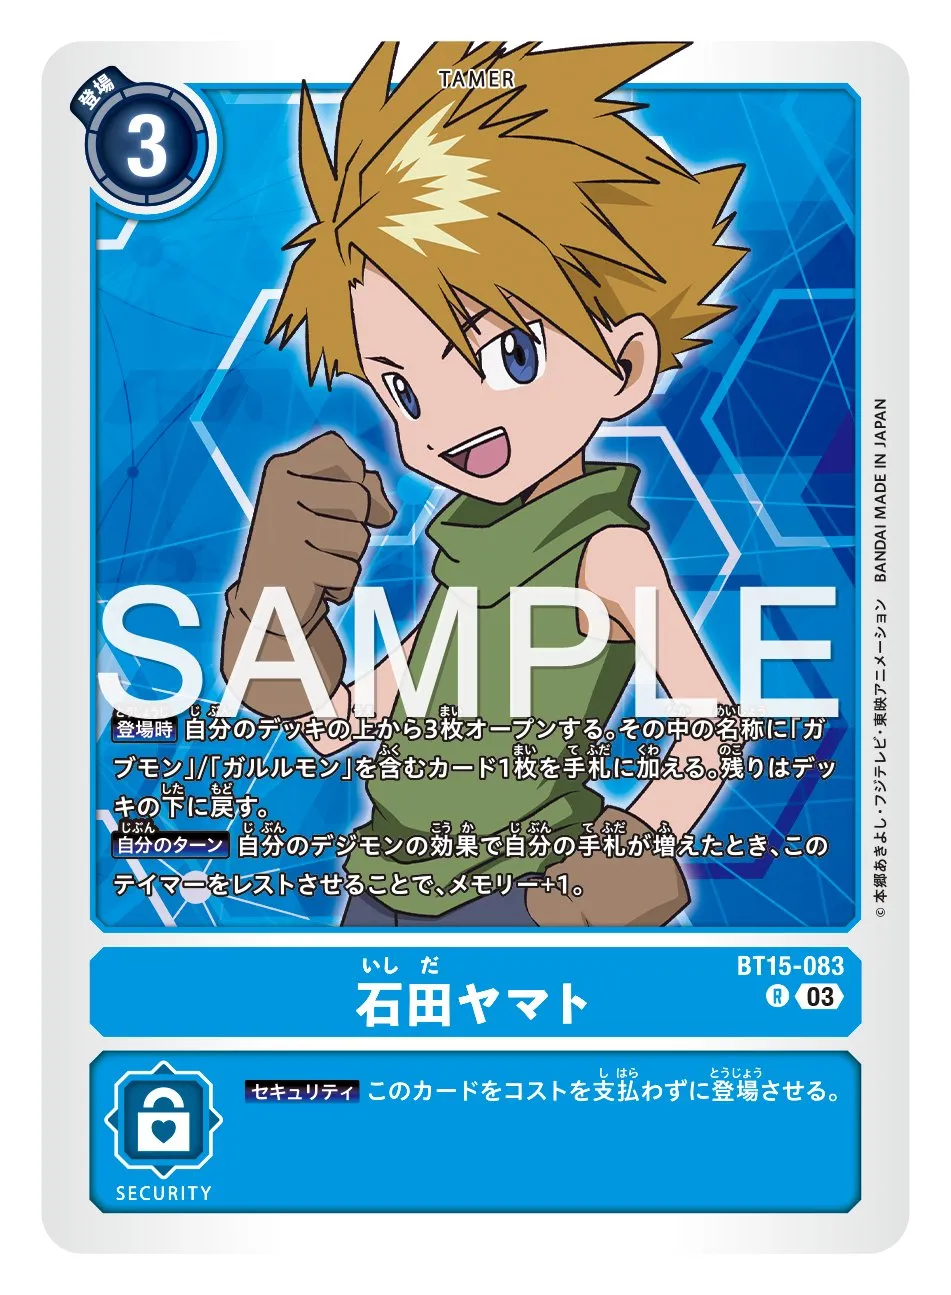 TAMER
登場
3
SAMPLE
登場時 自分のデッキの上から3枚オープンする。その中の名称に「ガ
ブモン」/「ガルルモン」を含むカード1枚を手札に加える。残りはデッ
キの下に戻す。
自分のターン 自分のデジモンの効果で自分の手札が増えたとき、この
テイマーをレストさせることで、メモリー+1。
©本郷あきよし・フジテレビ・東映アニメーション BANDAI MADE IN JAPAN
いしだ
石田ヤマト
BT15-083
R 03
セキュリティ このカードをコストを支払わずに登場させる。
SECURITY